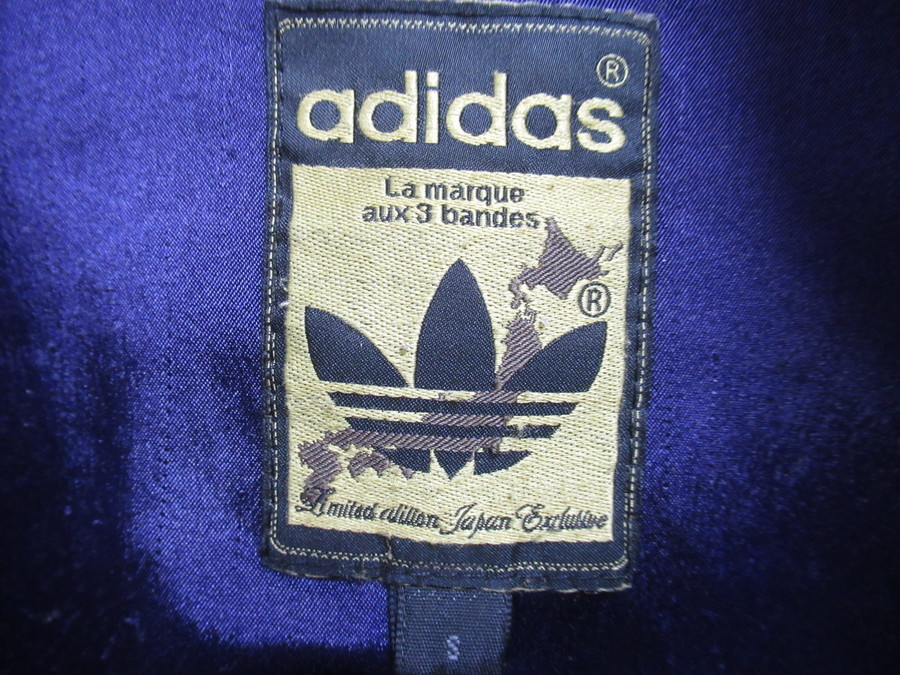 adidas®
La marque
aux 3 bandes
®
Limited edition Japan Exclusive
S